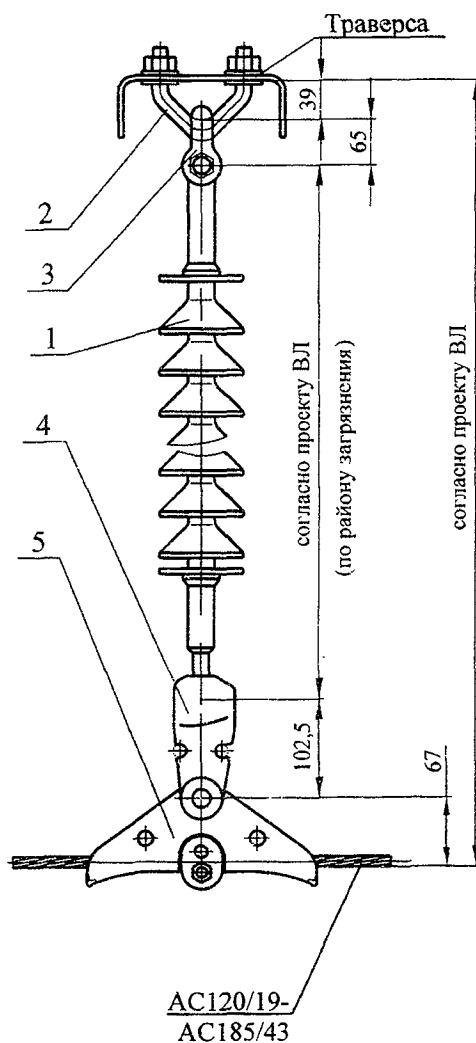 Траверса
39
65
2
3
1
согласно проекту ВЛ
(по району загрязнения)
согласно проекту ВЛ
4
5
102,5
67
АС120/19-
АС185/43